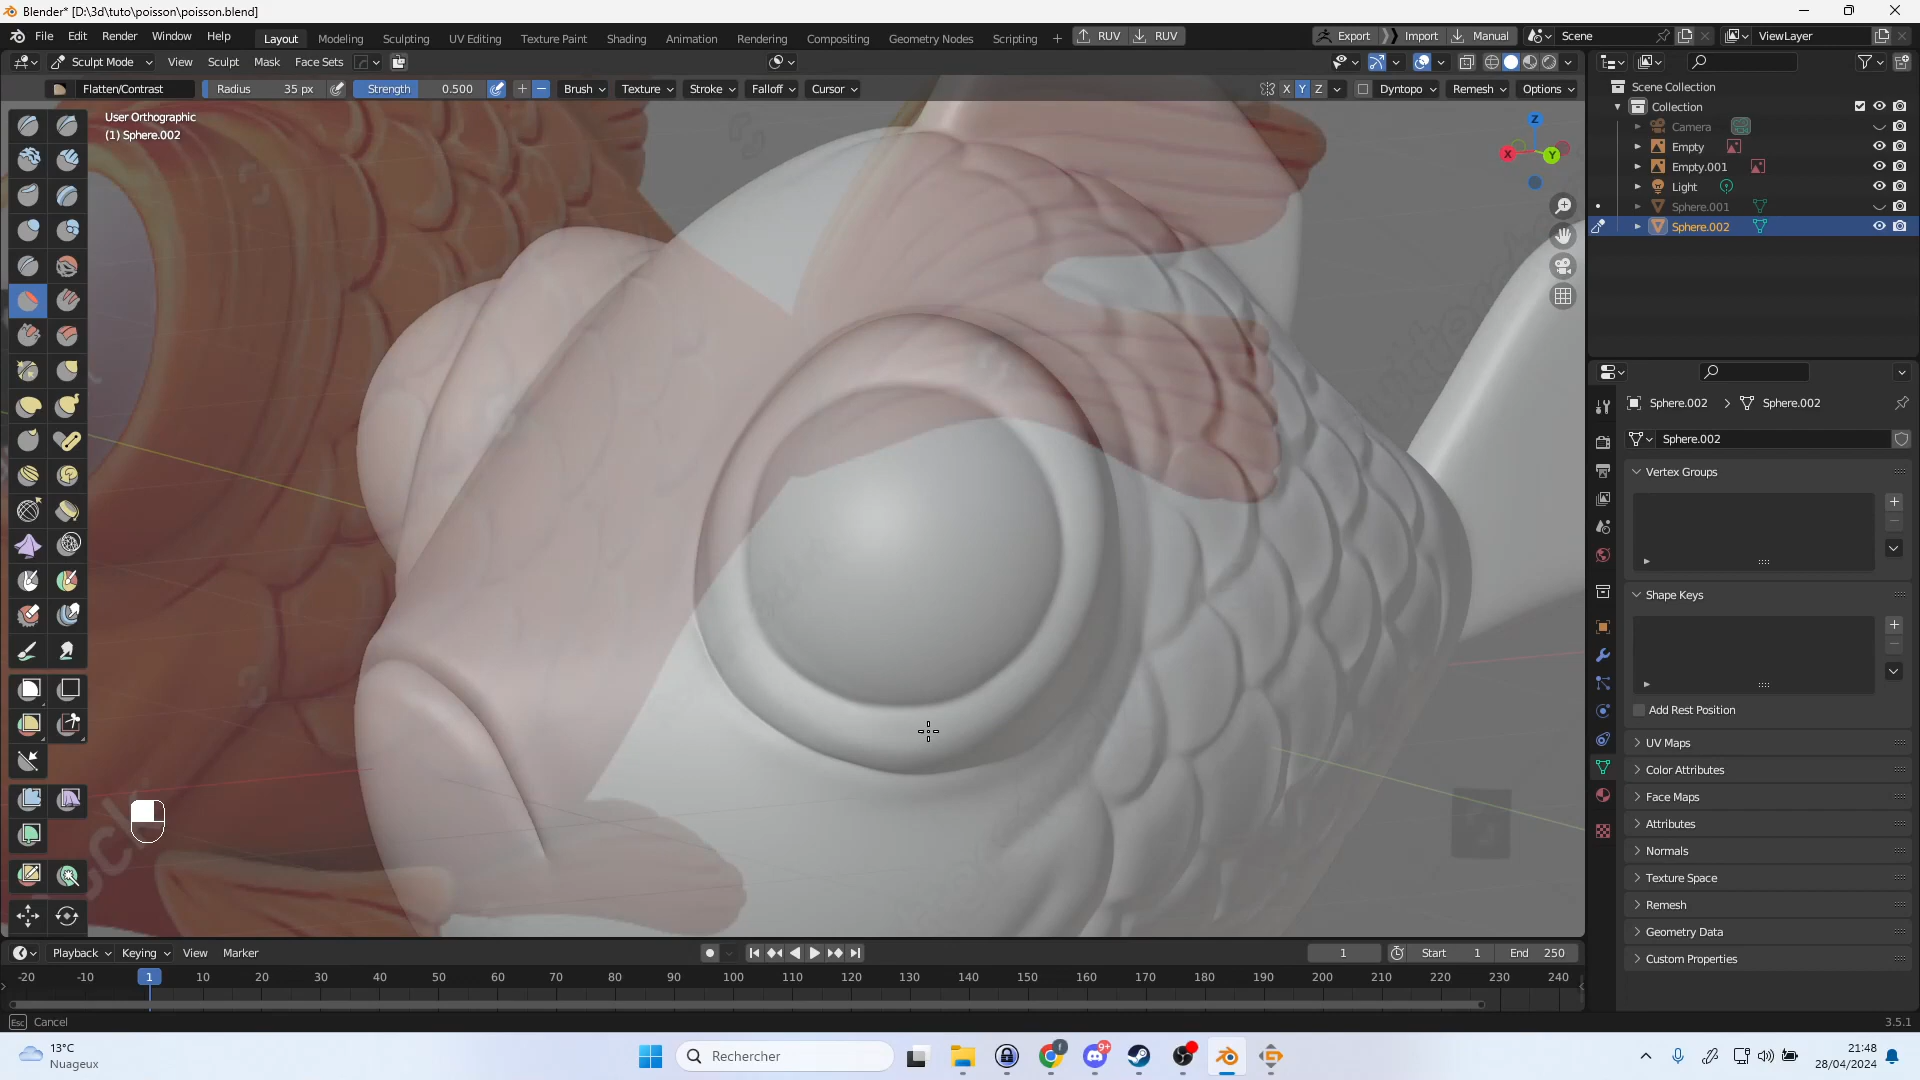 Blender* [D:\3d\tuto\poisson\poisson.blend]
File Edit Render Window Help Layout Modeling Sculpting UV Editing Texture Paint Shading Animation Rendering Compositing Geometry Nodes Scripting + RUV RUV Export Import Manual Scene ViewLayer
Sculpt Mode View Sculpt Mask Face Sets
Flatten/Contrast Radius 35 px Strength 0.500 Brush Texture Stroke Falloff Cursor X Y Z Dyntopo Remesh Options
User Orthographic
(1) Sphere.002
Z
X Y
Scene Collection
Collection
Camera
Empty
Empty.001
Light
Sphere.001
Sphere.002
Sphere.002 > Sphere.002
Sphere.002
Vertex Groups
Shape Keys
Add Rest Position
UV Maps
Color Attributes
Face Maps
Attributes
Normals
Texture Space
Remesh
Geometry Data
Custom Properties
Playback Keying View Marker 1 Start 1 End 250
-20 -10 1 10 20 30 40 50 60 70 80 90 100 110 120 130 140 150 160 170 180 190 200 210 220 230 240
Esc Cancel 3.5.1
13°C
Nuageux
Rechercher
9+
21:48
28/04/2024